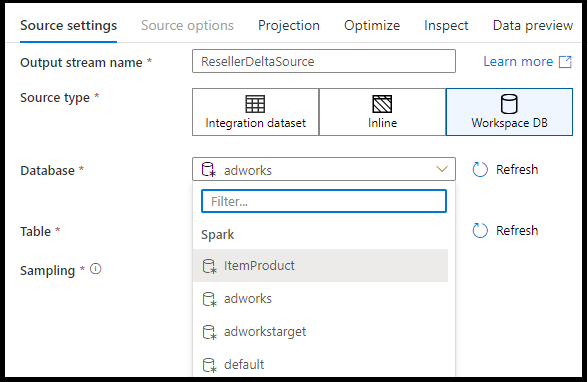 Source settings Source options Projection Optimize Inspect Data preview
Output stream name * ResellerDeltaSource Learn more
Source type * Integration dataset Inline Workspace DB
Database * adworks Refresh
Filter...
Spark
Table * Refresh
ItemProduct
Sampling *
adworks
adworkstarget
default